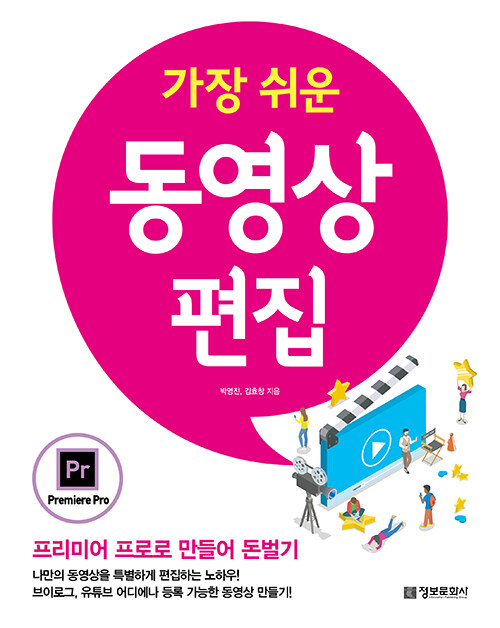 가장 쉬운
동영상
편집
박영진, 김효창 지음
Pr
Premiere Pro
프리미어 프로로 만들어 돈벌기
나만의 동영상을 특별하게 편집하는 노하우!
브이로그, 유튜브 어디에나 등록 가능한 동영상 만들기!
정보문화사